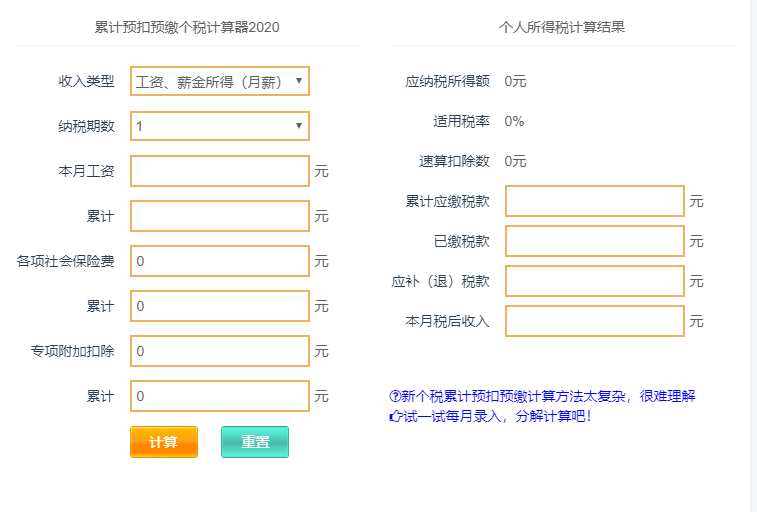 累计预扣预缴个税计算器2020
收入类型 工资、薪金所得（月薪）
纳税期数 1
本月工资 元
累计 元
各项社会保险费 0 元
累计 0 元
专项附加扣除 0 元
累计 0 元
计算 重置
个人所得税计算结果
应纳税所得额 0元
适用税率 0%
速算扣除数 0元
累计应缴税款 元
已缴税款 元
应补（退）税款 元
本月税后收入 元
新个税累计预扣预缴计算方法太复杂，很难理解
试一试每月录入，分解计算吧！